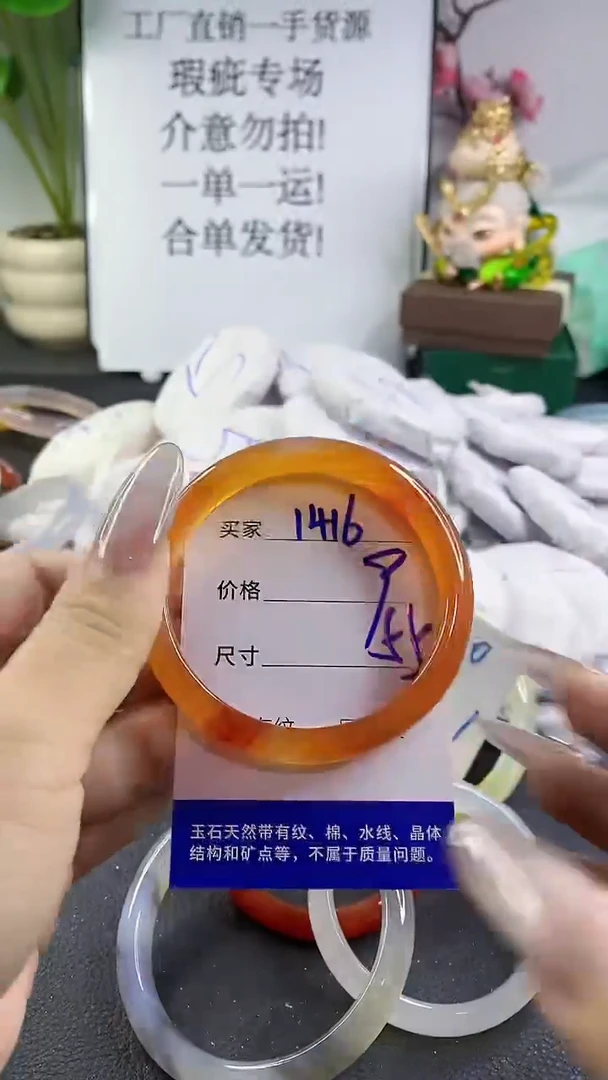 工厂直销一手货源
瑕疵专场
介意勿拍!
一单一运!
合单发货!
买家 1416
价格
尺寸 55
玉石天然带有纹、棉、水线、晶体
结构和矿点等，不属于质量问题。